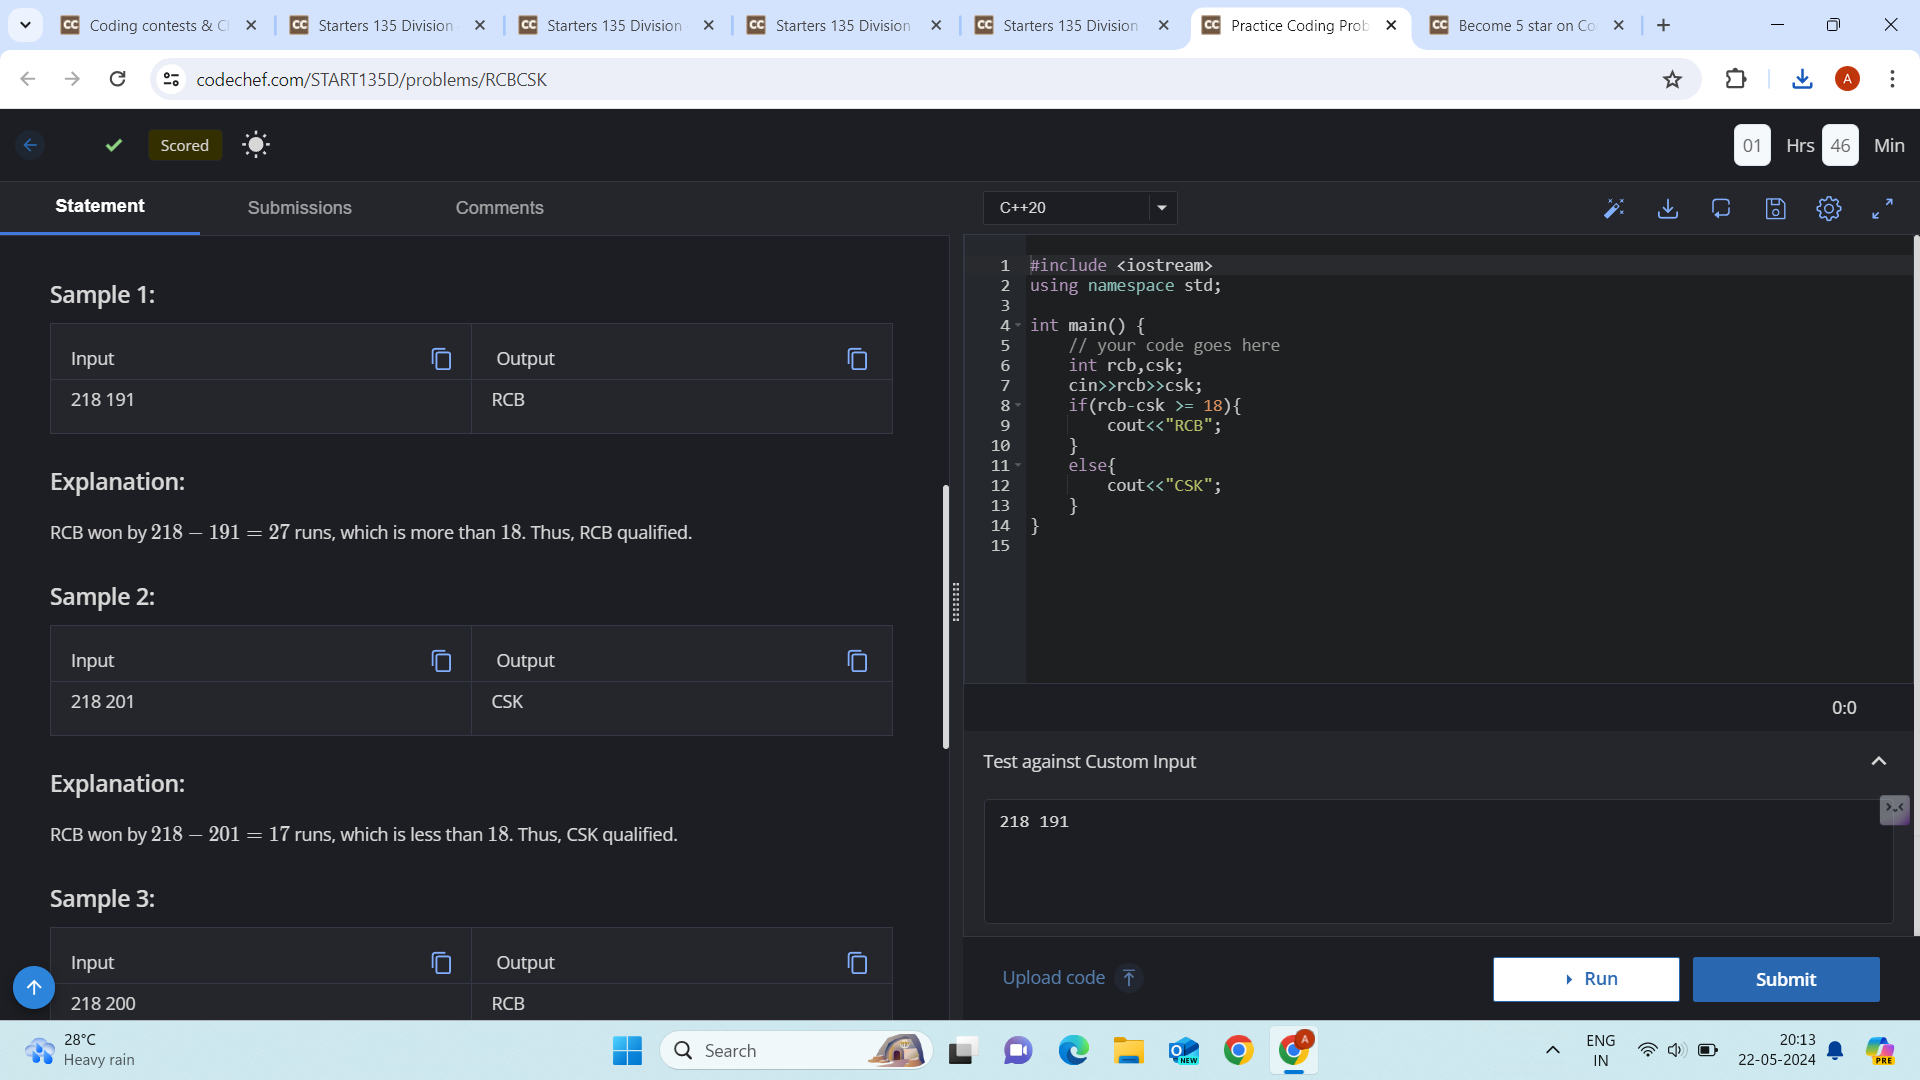 Coding contests & C
Starters 135 Division
Starters 135 Division
Starters 135 Division
Starters 135 Division
Practice Coding Prob
Become 5 star on Co
codechef.com/START135D/problems/RCBCSK
A
Scored
01 Hrs 46 Min
Statement
Submissions
Comments
Sample 1:
Input
Output
218 191
RCB
Explanation:
RCB won by 218 − 191 = 27 runs, which is more than 18. Thus, RCB qualified.
Sample 2:
Input
Output
218 201
CSK
Explanation:
RCB won by 218 − 201 = 17 runs, which is less than 18. Thus, CSK qualified.
Sample 3:
Input
Output
218 200
RCB
C++20
1 #include <iostream>
2 using namespace std;
3
4 int main() {
5 // your code goes here
6 int rcb,csk;
7 cin>>rcb>>csk;
8 if(rcb-csk >= 18){
9 cout<<"RCB";
10 }
11 else{
12 cout<<"CSK";
13 }
14 }
15
0:0
Test against Custom Input
218 191
Upload code
Run
Submit
28°C
Heavy rain
Search
NEW
A
ENG
IN
20:13
22-05-2024
PRE